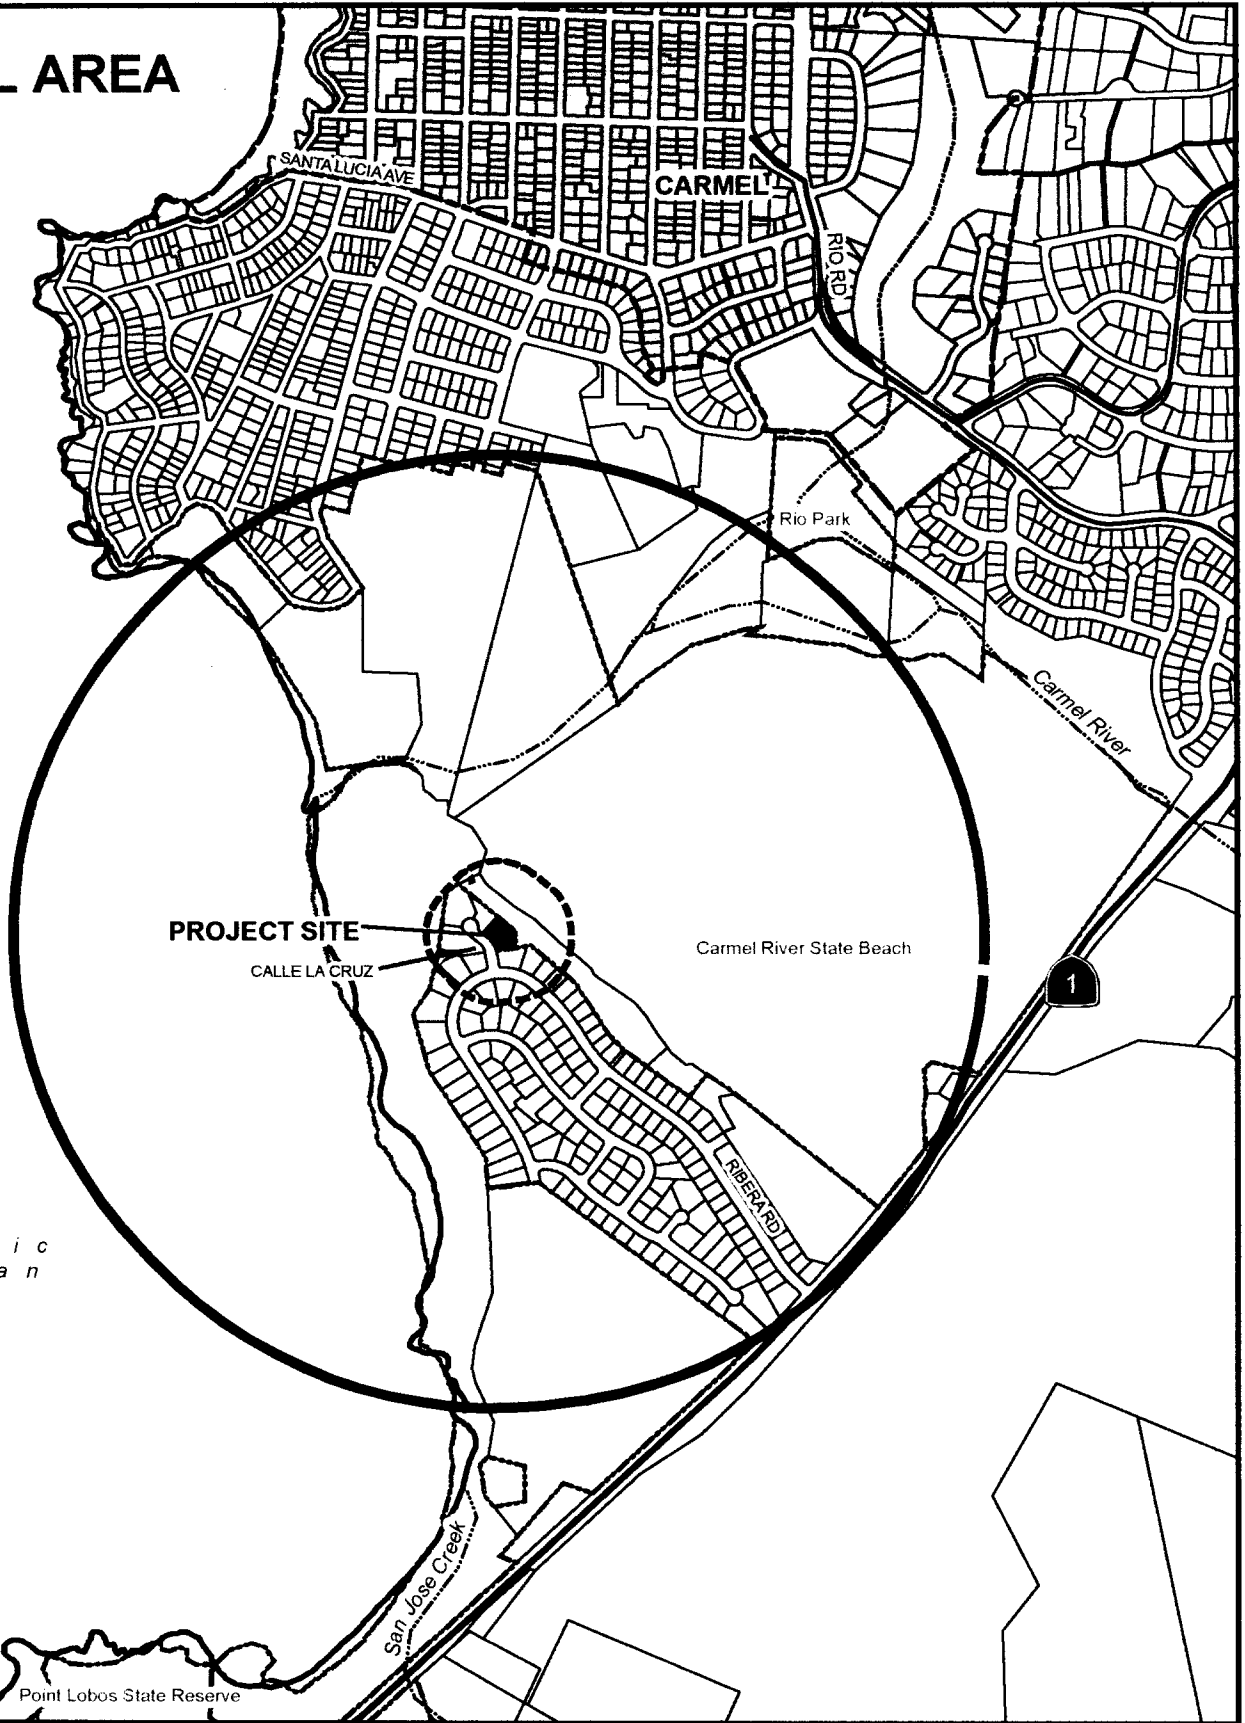 L AREA
SANTA LUCIA AVE
CARMEL
RIO RD
Rio Park
Carmel River
PROJECT SITE
CALLE LA CRUZ
Carmel River State Beach
1
RIBERA RD
i c
a n
San Jose Creek
Point Lobos State Reserve